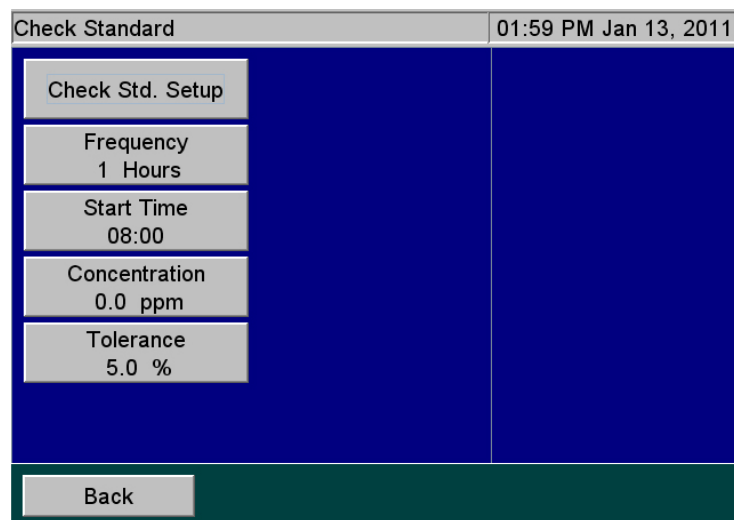 Check Standard
01:59 PM Jan 13, 2011
Check Std. Setup
Frequency
1 Hours
Start Time
08:00
Concentration
0.0 ppm
Tolerance
5.0 %
Back